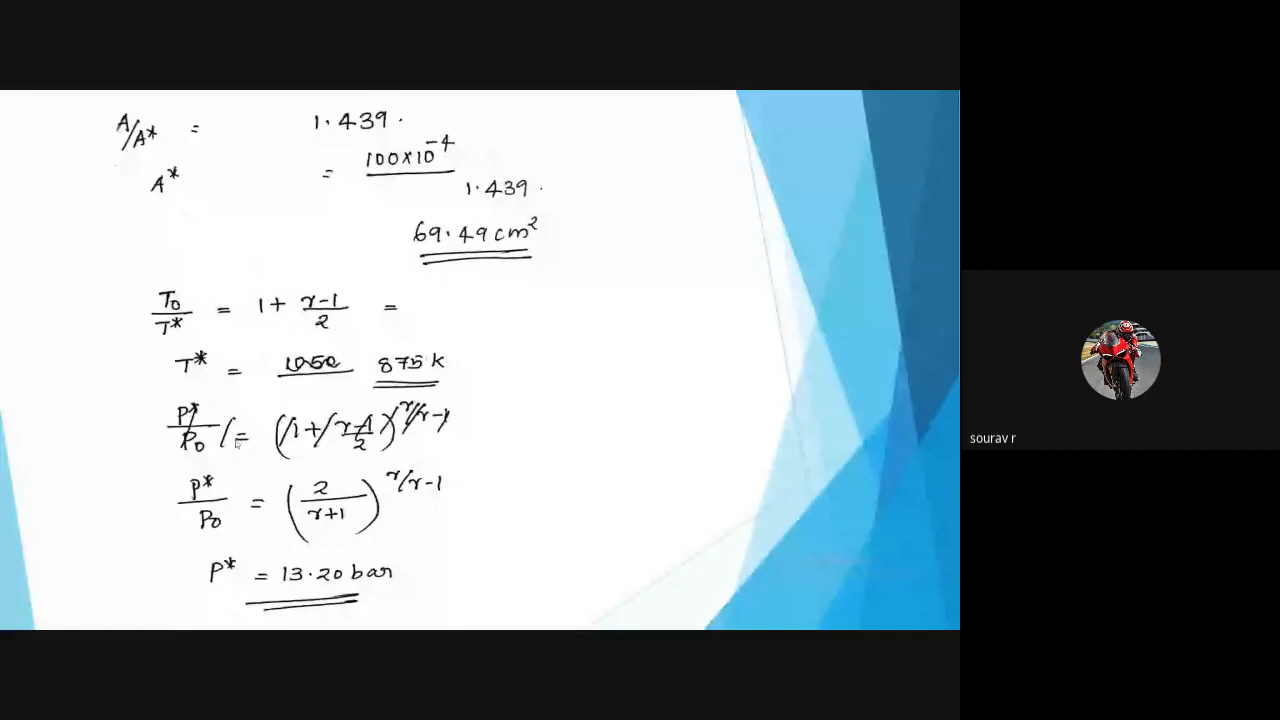 A/A* = 1.439.
A* = 100×10^-4
1.439.
69.49 cm²
T₀/T* = 1 + γ-1/2 =
T* = 1050 875 K
P*/P₀ = (1 + γ-1/2)^γ/γ-1
P*/P₀ = (2/γ+1)^γ/γ-1
P* = 13.20 bar
sourav r